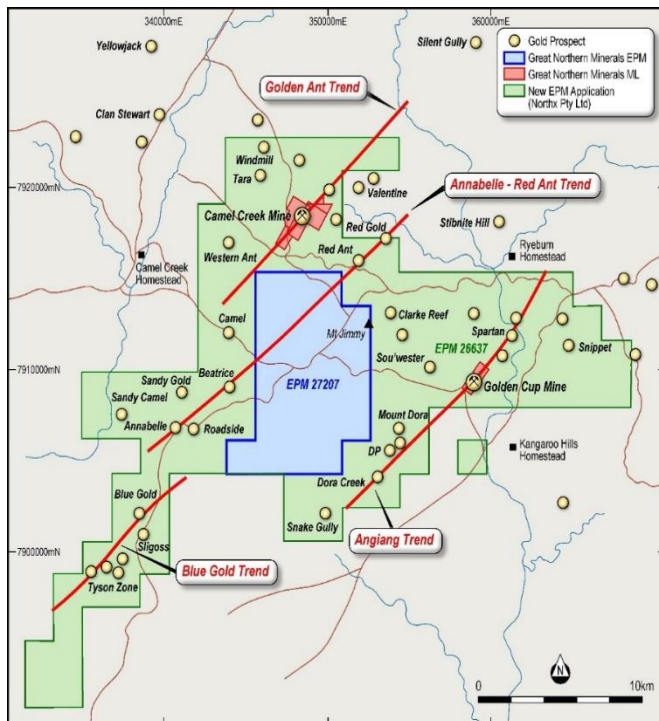 340000mE
350000mE
360000mE
Yellowjack
Silent Gully
Gold Prospect
Great Northern Minerals EPM
Great Northern Minerals ML
New EPM Application
(Northx Pty Ltd)
Golden Ant Trend
Clan Stewart
Windmill
Tara
Annabelle - Red Ant Trend
7920000mN
Valentine
Camel Creek Mine
Red Gold
Stibnite Hill
Western Ant
Red Ant
Camel Creek
Homestead
Ryeburn
Homestead
Camel
Mt Jimmy
Clarke Reef
Spartan
EPM 26637
Sou'wester
Snippet
7910000mN
Beatrice
EPM 27207
Sandy Gold
Golden Cup Mine
Sandy Camel
Annabelle
Roadside
Mount Dora
DP
Kangaroo Hills
Homestead
Dora Creek
Blue Gold
Snake Gully
Angiang Trend
Sligoss
7900000mN
Blue Gold Trend
Tyson Zone
N
0
10km